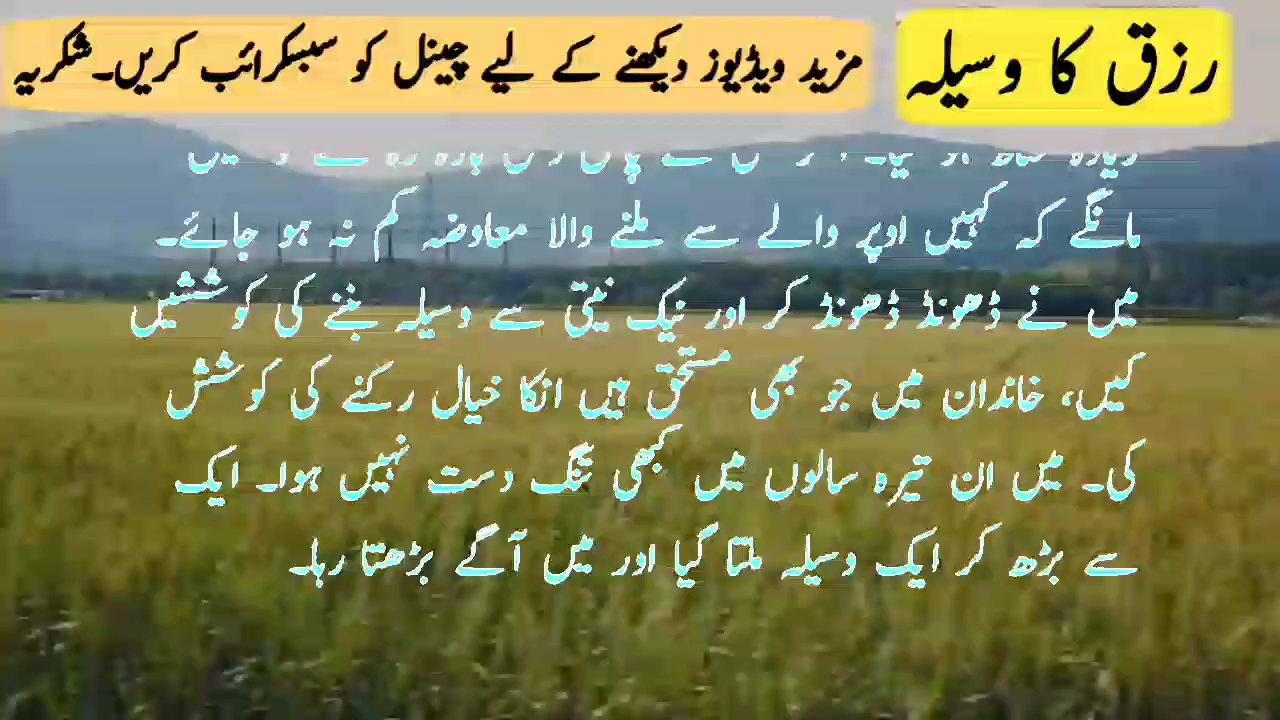 رزق کا وسیلہ
مزید ویڈیوز دیکھنے کے لیے چینل کو سبسکرائب کریں۔شکریہ
مانگے کہ کہیں اوپر والے سے ملنے والا معاوضہ کم نہ ہو جائے۔
میں نے ڈھونڈ ڈھونڈ کر اور نیک نیتی سے وسیلہ بننے کی کوششیں
کیں، خاندان میں جو بھی مستحق ہیں انکا خیال رکنے کی کوشش
کی۔ میں ان تیرہ سالوں میں کبھی تنگ دست نہیں ہوا۔ ایک
سے بڑھ کر ایک وسیلہ ملتا گیا اور میں آگے بڑھتا رہا۔